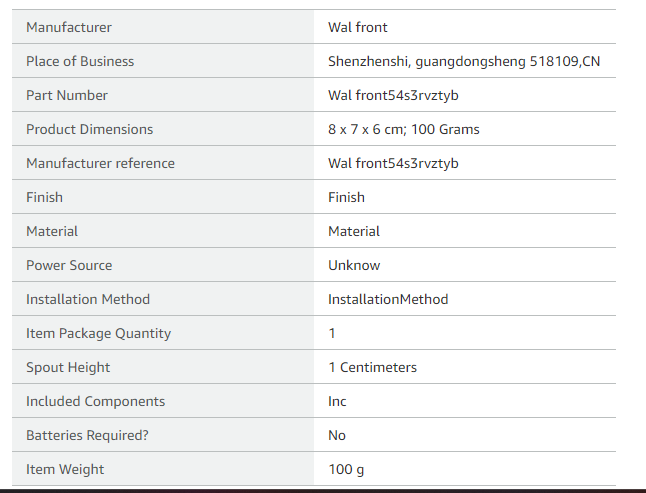 Manufacturer Wal front
Place of Business Shenzhenshi, guangdongsheng 518109,CN
Part Number Wal front54s3rvztyb
Product Dimensions 8 x 7 x 6 cm; 100 Grams
Manufacturer reference Wal front54s3rvztyb
Finish Finish
Material Material
Power Source Unknow
Installation Method InstallationMethod
Item Package Quantity 1
Spout Height 1 Centimeters
Included Components Inc
Batteries Required? No
Item Weight 100 g